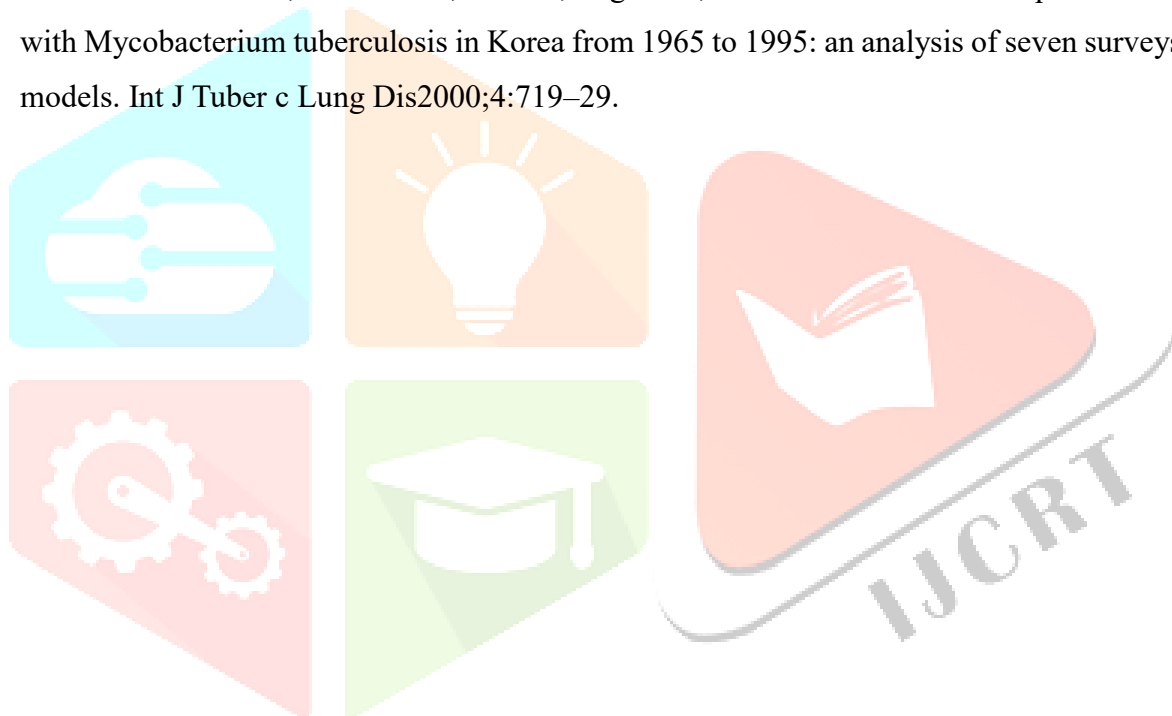 with Mycobacterium tuberculosis in Korea from 1965 to 1995: an analysis of seven surveys
models. Int J Tuber c Lung Dis2000;4:719–29.
IJCRT